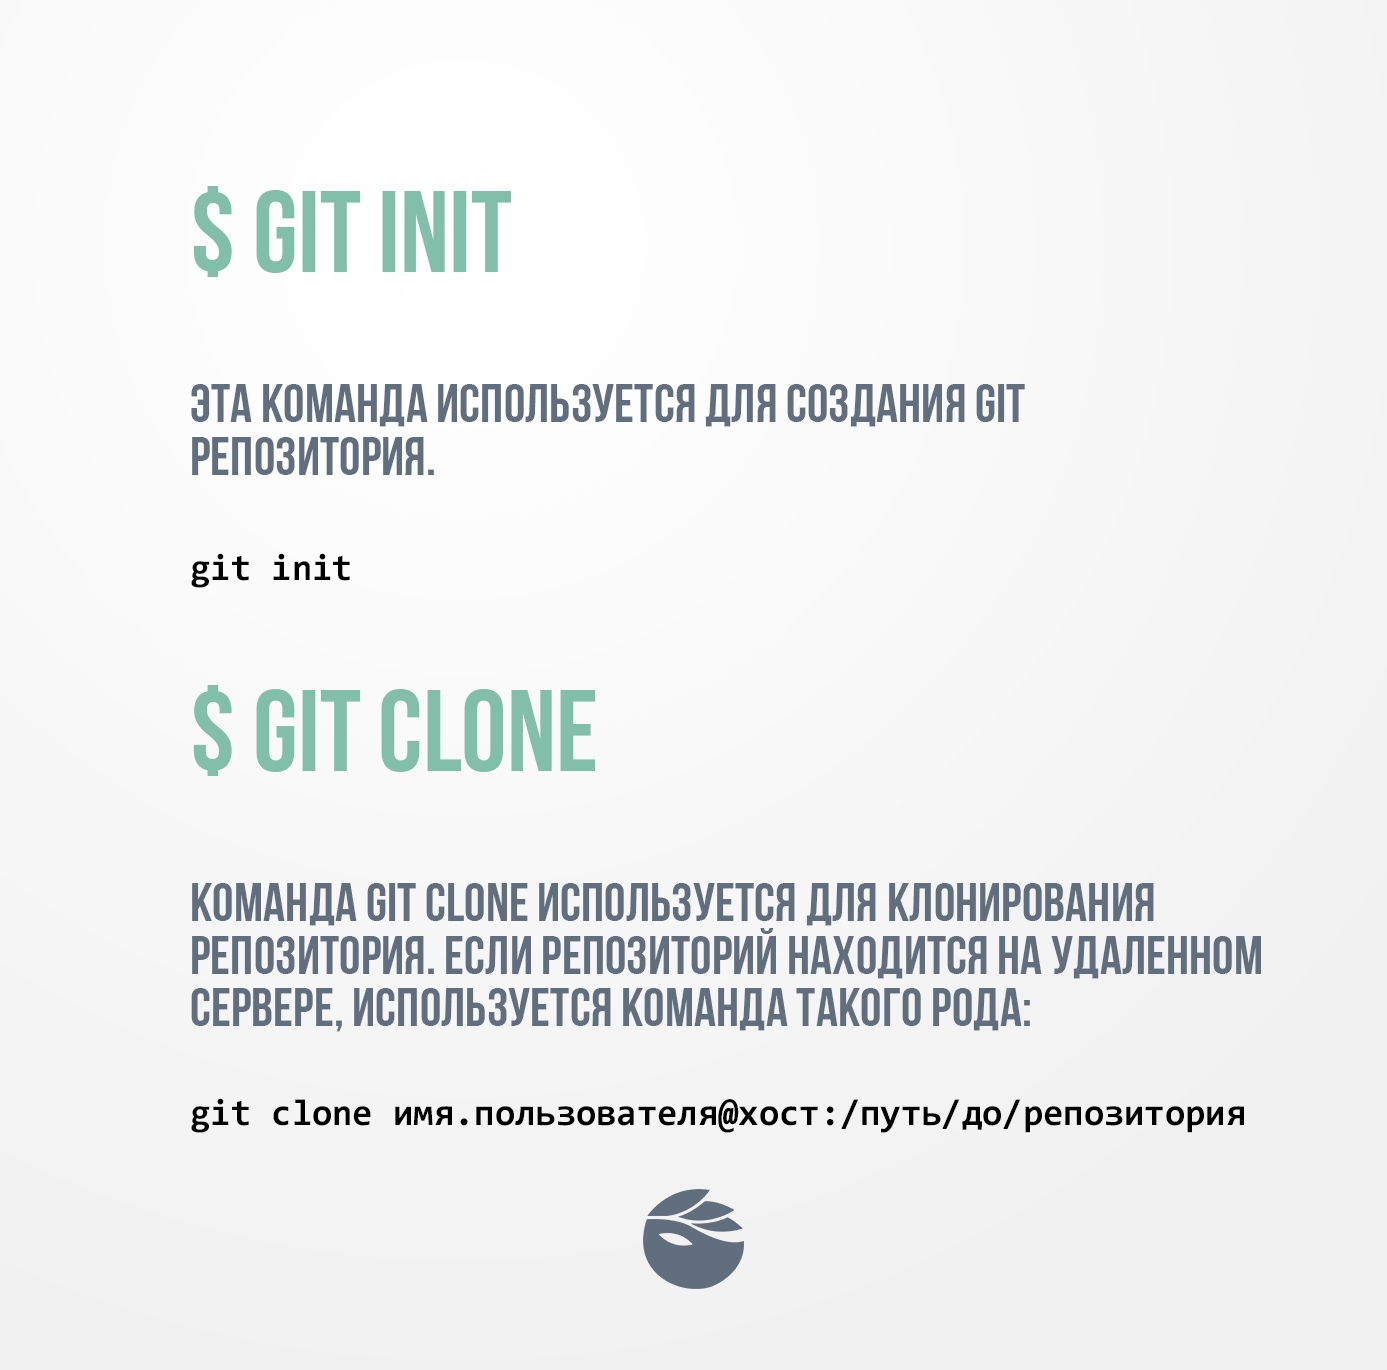 $ GIT INIT
ЭТА КОМАНДА ИСПОЛЬЗУЕТСЯ ДЛЯ СОЗДАНИЯ GIT
РЕПОЗИТОРИЯ.
git init
$ GIT CLONE
КОМАНДА GIT CLONE ИСПОЛЬЗУЕТСЯ ДЛЯ КЛОНИРОВАНИЯ
РЕПОЗИТОРИЯ. ЕСЛИ РЕПОЗИТОРИЙ НАХОДИТСЯ НА УДАЛЕННОМ
СЕРВЕРЕ, ИСПОЛЬЗУЕТСЯ КОМАНДА ТАКОГО РОДА:
git clone имя.пользователя@хост:/путь/до/репозитория